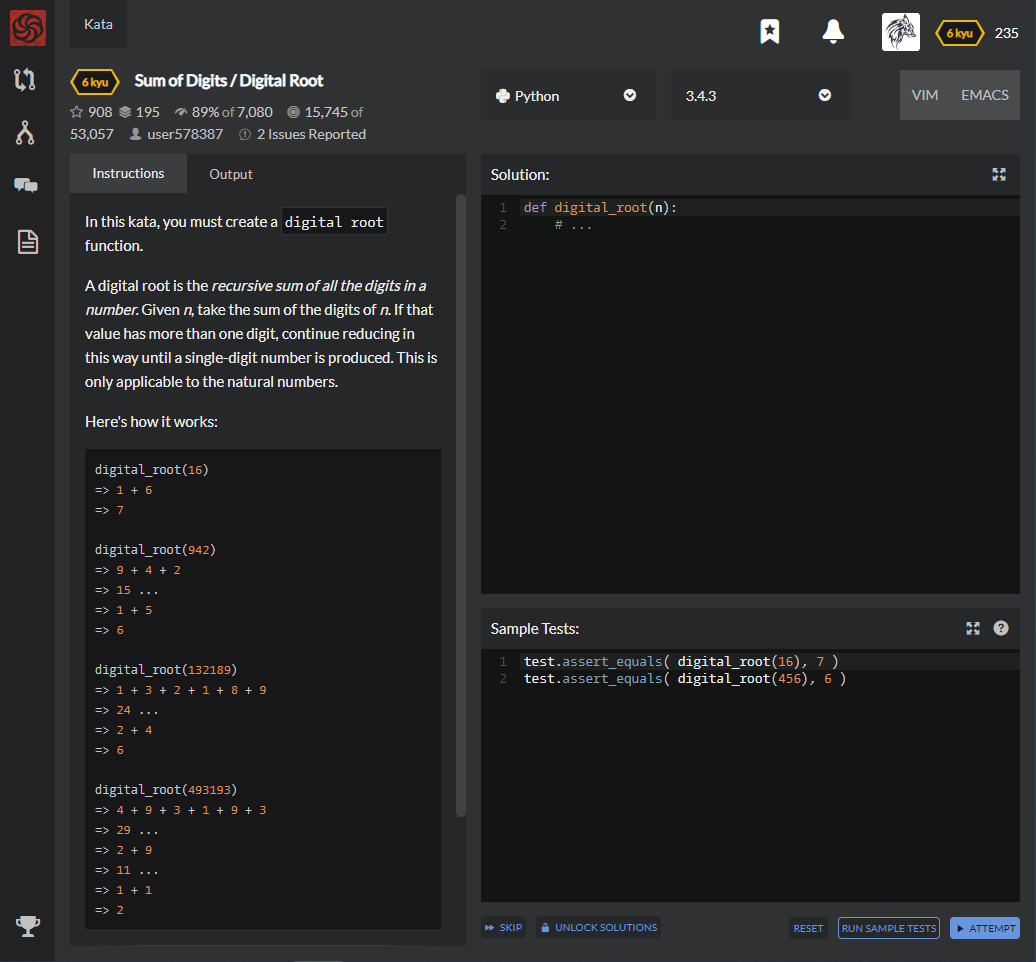 Kata
6 kyu 235
6 kyu Sum of Digits / Digital Root
908 195 89% of 7,080 15,745 of
53,057 user578387 2 Issues Reported
Python
3.4.3
VIM EMACS
Instructions Output
In this kata, you must create a digital root
function.
A digital root is the recursive sum of all the digits in a
number. Given n, take the sum of the digits of n. If that
value has more than one digit, continue reducing in
this way until a single-digit number is produced. This is
only applicable to the natural numbers.
Here's how it works:
digital_root(16)
=> 1 + 6
=> 7
digital_root(942)
=> 9 + 4 + 2
=> 15 ...
=> 1 + 5
=> 6
digital_root(132189)
=> 1 + 3 + 2 + 1 + 8 + 9
=> 24 ...
=> 2 + 4
=> 6
digital_root(493193)
=> 4 + 9 + 3 + 1 + 9 + 3
=> 29 ...
=> 2 + 9
=> 11 ...
=> 1 + 1
=> 2
Solution:
1 def digital_root(n):
2 # ...
Sample Tests:
1 test.assert_equals( digital_root(16), 7 )
2 test.assert_equals( digital_root(456), 6 )
SKIP UNLOCK SOLUTIONS RESET RUN SAMPLE TESTS ATTEMPT